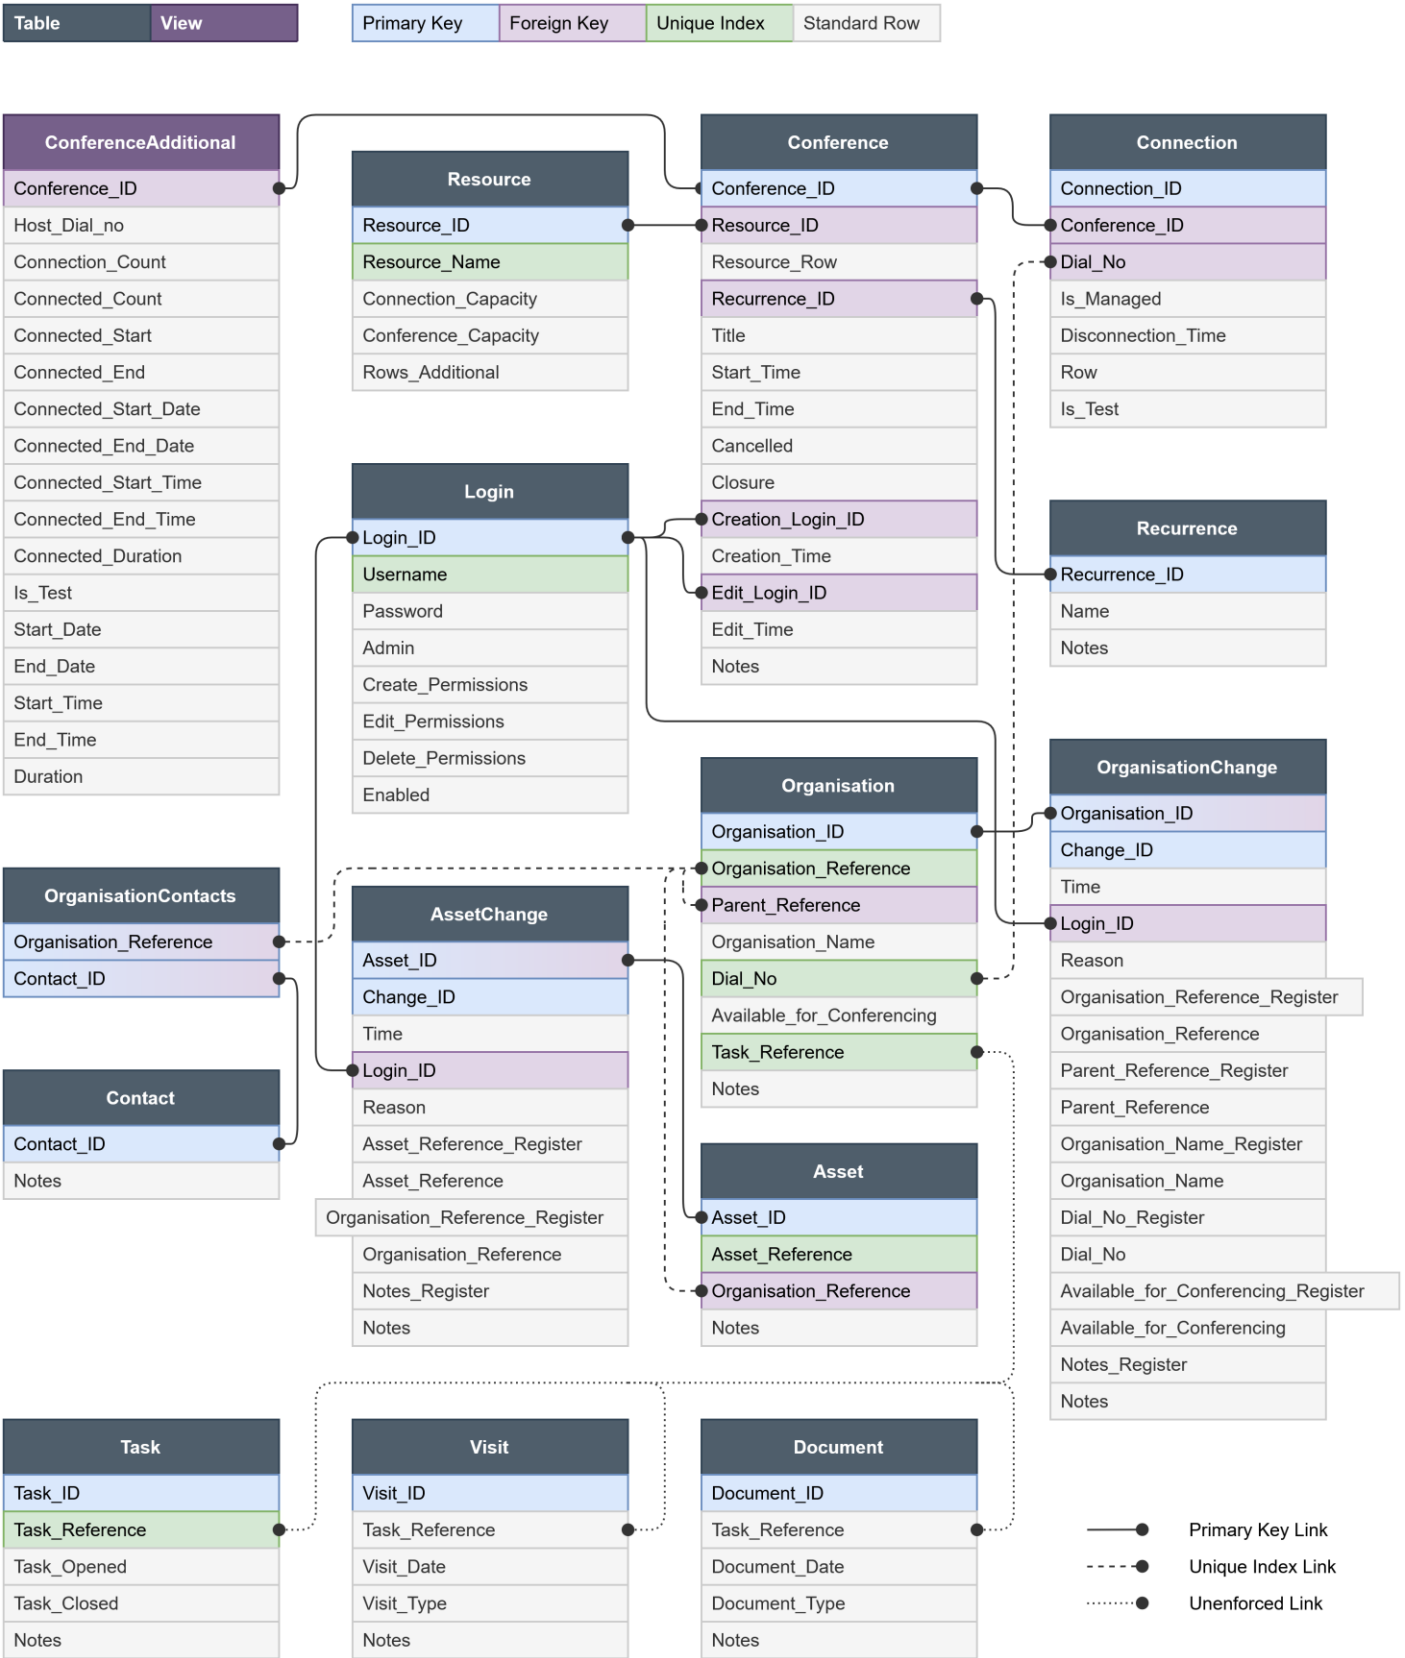 Table
View
Primary Key
Foreign Key
Unique Index
Standard Row
ConferenceAdditional
Conference_ID
Host_Dial_no
Connection_Count
Connected_Count
Connected_Start
Connected_End
Connected_Start_Date
Connected_End_Date
Connected_Start_Time
Connected_End_Time
Connected_Duration
Is_Test
Start_Date
End_Date
Start_Time
End_Time
Duration
Resource
Resource_ID
Resource_Name
Connection_Capacity
Conference_Capacity
Rows_Additional
Conference
Conference_ID
Resource_ID
Resource_Row
Recurrence_ID
Title
Start_Time
End_Time
Cancelled
Closure
Creation_Login_ID
Creation_Time
Edit_Login_ID
Edit_Time
Notes
Connection
Connection_ID
Conference_ID
Dial_No
Is_Managed
Disconnection_Time
Row
Is_Test
Login
Login_ID
Username
Password
Admin
Create_Permissions
Edit_Permissions
Delete_Permissions
Enabled
Recurrence
Recurrence_ID
Name
Notes
Organisation
Organisation_ID
Organisation_Reference
Parent_Reference
Organisation_Name
Dial_No
Available_for_Conferencing
Task_Reference
Notes
OrganisationChange
Organisation_ID
Change_ID
Time
Login_ID
Reason
Organisation_Reference_Register
Organisation_Reference
Parent_Reference_Register
Parent_Reference
Organisation_Name_Register
Organisation_Name
Dial_No_Register
Dial_No
Available_for_Conferencing_Register
Available_for_Conferencing
Notes_Register
Notes
OrganisationContacts
Organisation_Reference
Contact_ID
AssetChange
Asset_ID
Change_ID
Time
Login_ID
Reason
Asset_Reference_Register
Asset_Reference
Organisation_Reference_Register
Organisation_Reference
Notes_Register
Notes
Contact
Contact_ID
Notes
Asset
Asset_ID
Asset_Reference
Organisation_Reference
Notes
Task
Task_ID
Task_Reference
Task_Opened
Task_Closed
Notes
Visit
Visit_ID
Task_Reference
Visit_Date
Visit_Type
Notes
Document
Document_ID
Task_Reference
Document_Date
Document_Type
Notes
Primary Key Link
Unique Index Link
Unenforced Link